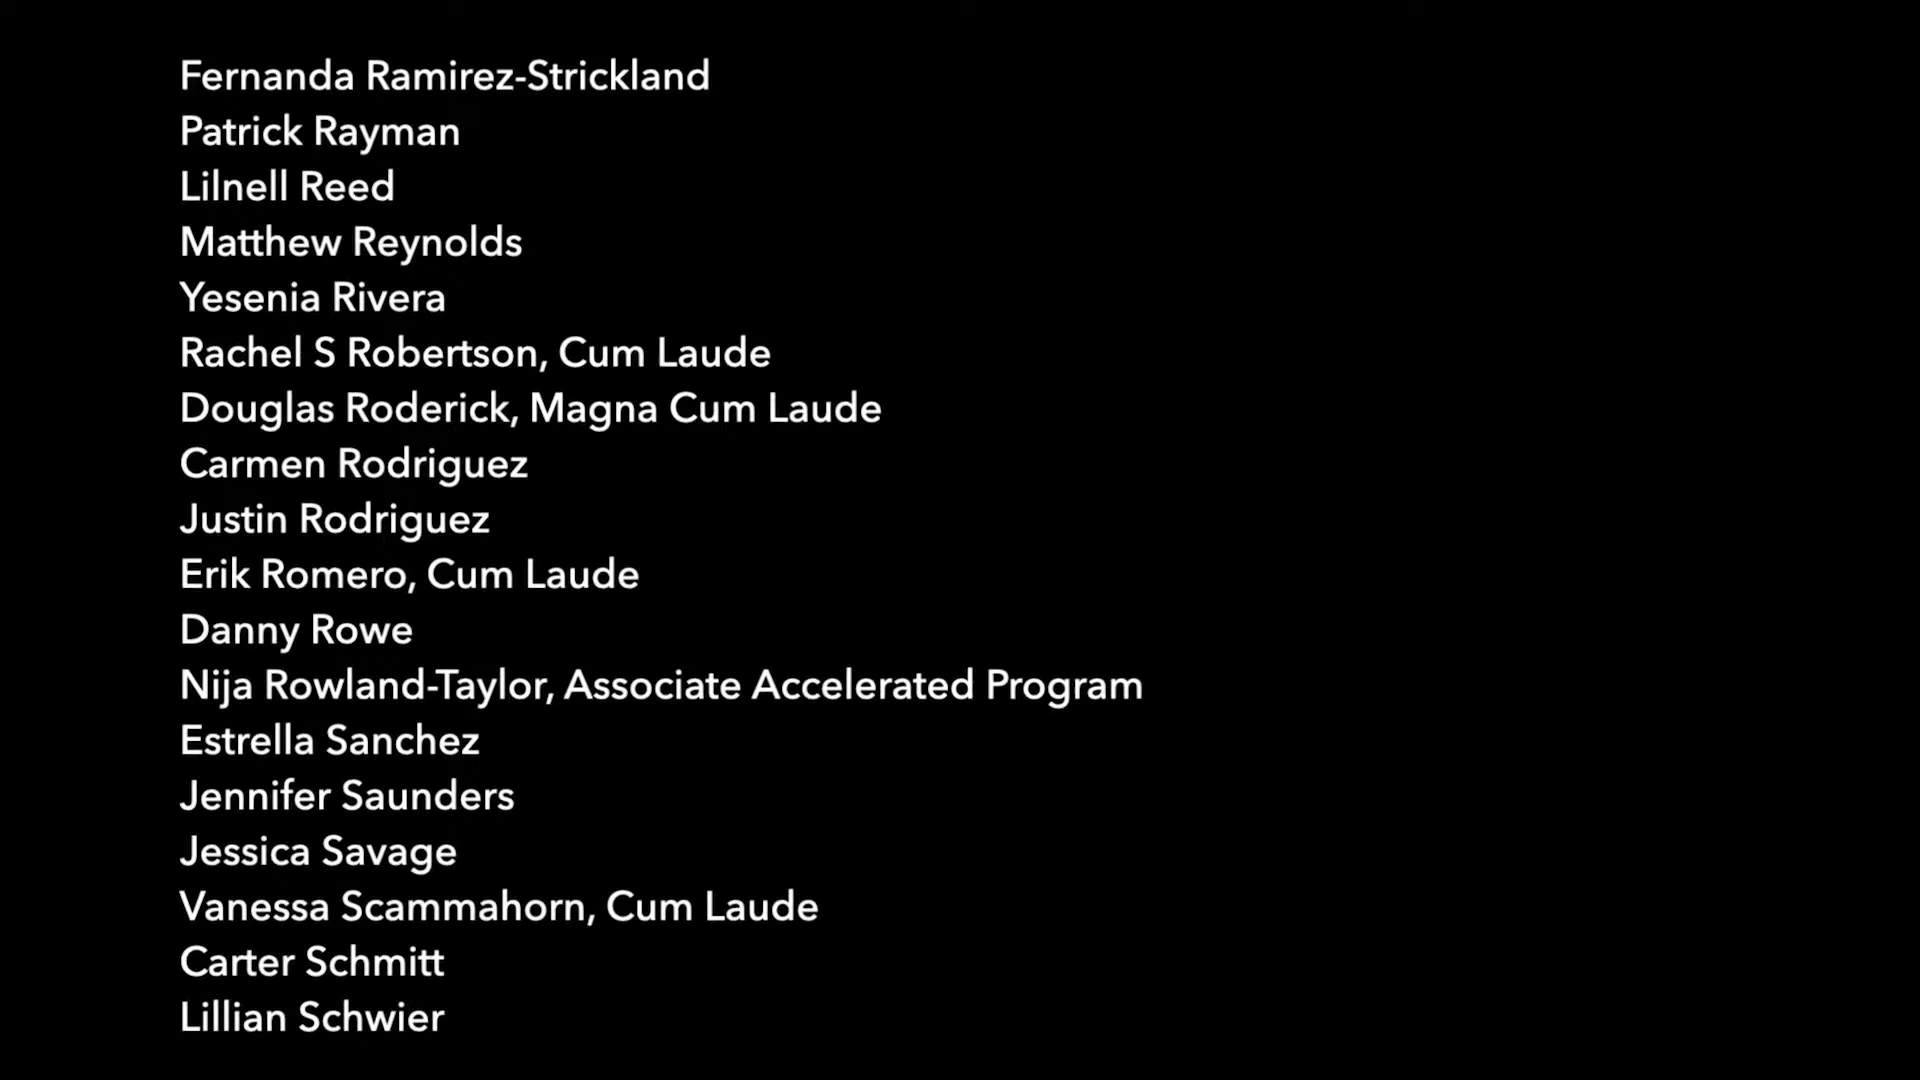 Fernanda Ramirez-Strickland
Patrick Rayman
Lilnell Reed
Matthew Reynolds
Yesenia Rivera
Rachel S Robertson, Cum Laude
Douglas Roderick, Magna Cum Laude
Carmen Rodriguez
Justin Rodriguez
Erik Romero, Cum Laude
Danny Rowe
Nija Rowland-Taylor, Associate Accelerated Program
Estrella Sanchez
Jennifer Saunders
Jessica Savage
Vanessa Scammahorn, Cum Laude
Carter Schmitt
Lillian Schwier